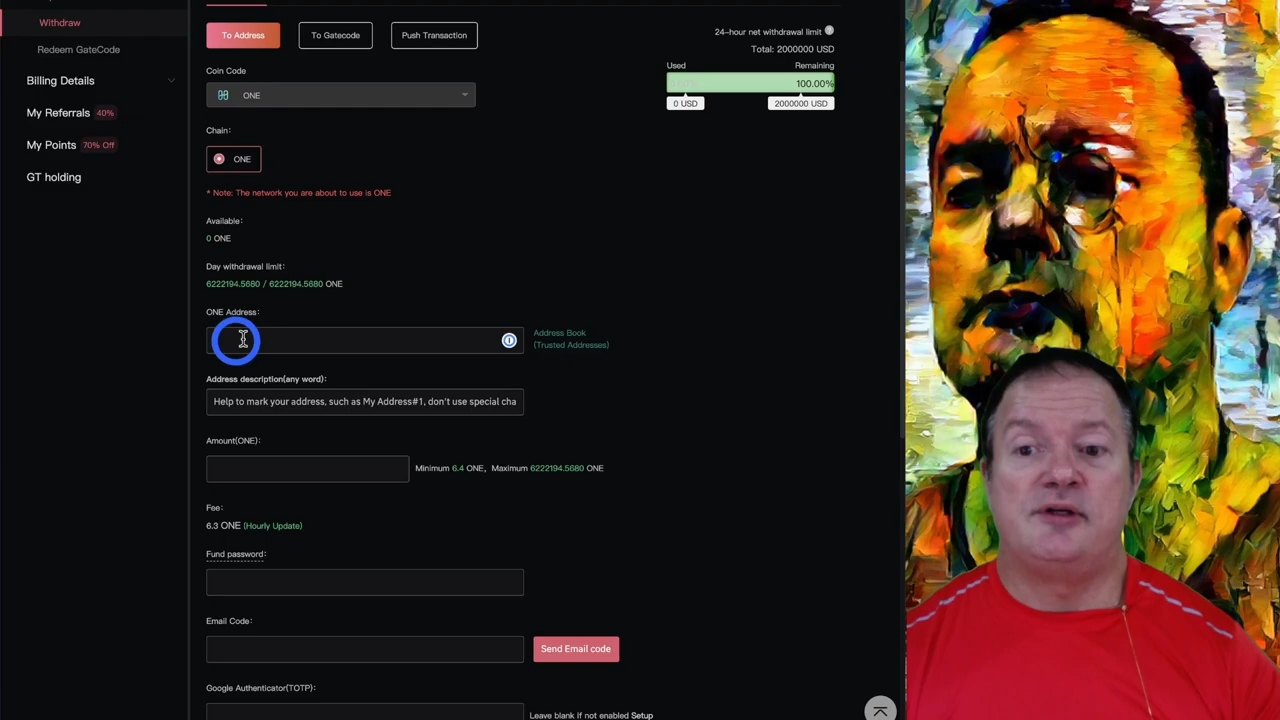 Withdraw
Redeem GateCode
Billing Details
My Referrals 40%
My Points 70% Off
GT holding
To Address
To Gatecode
Push Transaction
24-hour net withdrawal limit
Total: 2000000 USD
Used
Remaining
100.00%
0 USD
2000000 USD
Coin Code
ONE
Chain:
ONE
* Note: The network you are about to use is ONE
Available:
0 ONE
Day withdrawal limit:
6222194.5680 / 6222194.5680 ONE
ONE Address:
Address Book
(Trusted Addresses)
Address description(any word):
Help to mark your address, such as My Address#1, don't use special cha
Amount(ONE):
Minimum 6.4 ONE, Maximum 6222194.5680 ONE
Fee:
6.3 ONE (Hourly Update)
Fund password:
Email Code:
Send Email code
Google Authenticator(TOTP):
Leave blank If not enabled Setup